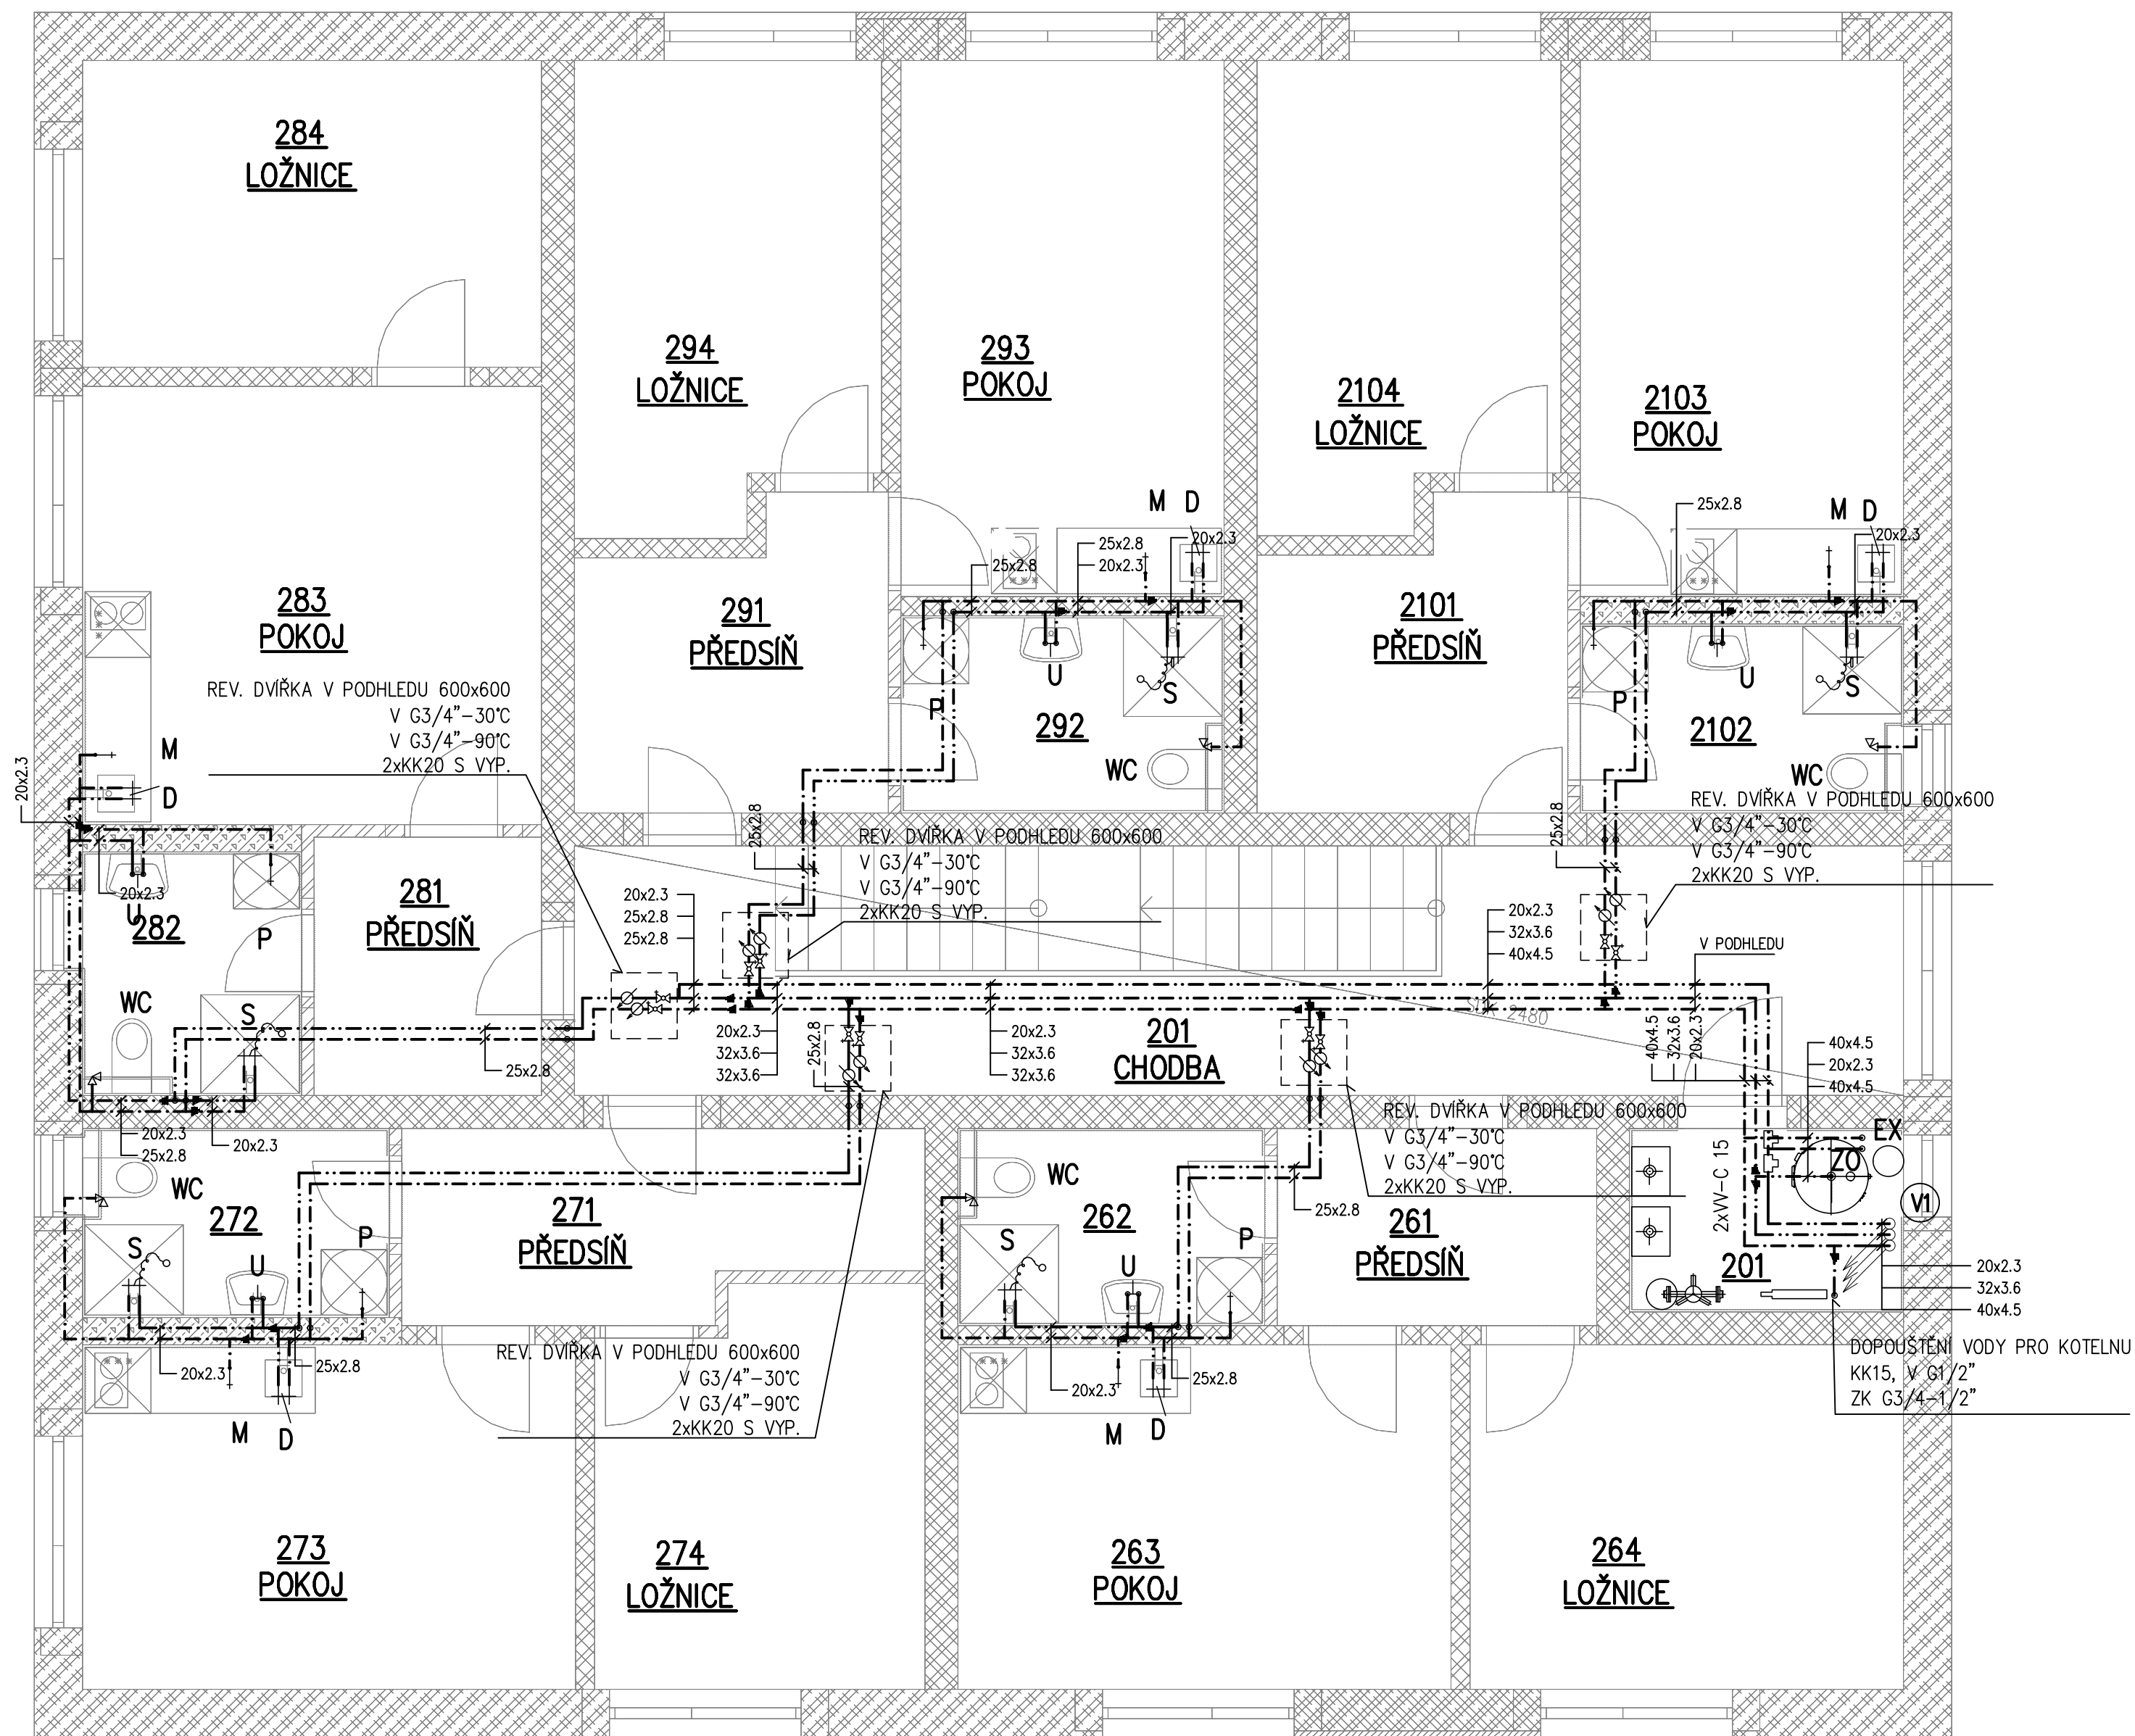 284
LOŽNICE
294
LOŽNICE
293
POKOJ
2104
LOŽNICE
2103
POKOJ
M D
25x2.8
20x2.3
25x2.8
20x2.3
M D
25x2.8
20x2.3
283
POKOJ
291
PŘEDSÍŇ
2101
PŘEDSÍŇ
REV. DVÍŘKA V PODHLEDU 600x600
V G3/4"-30°C
V G3/4"-90°C
2xKK20 S VYP.
M
D
20x2.3
P
U
S
292
WC
P
U
S
2102
WC
REV. DVÍŘKA V PODHLEDU 600x600
V G3/4"-30°C
V G3/4"-90°C
2xKK20 S VYP.
25x2.8
REV. DVÍŘKA V PODHLEDU 600x600
V G3/4"-30°C
V G3/4"-90°C
2xKK20 S VYP.
25x2.8
20x2.3
U
282
P
281
PŘEDSÍŇ
20x2.3
25x2.8
25x2.8
20x2.3
32x3.6
40x4.5
V PODHLEDU
WC
S
25x2.8
20x2.3
32x3.6
32x3.6
25x2.8
20x2.3
32x3.6
32x3.6
201
CHODBA
SDK 2480
40x4.5
32x3.6
20x2.3
40x4.5
20x2.3
40x4.5
20x2.3
25x2.8
20x2.3
REV. DVÍŘKA V PODHLEDU 600x600
V G3/4"-30°C
V G3/4"-90°C
2xKK20 S VYP.
EX
ZO
V1
2xVV-C 15
201
WC
272
S
U
P
271
PŘEDSÍŇ
WC
262
S
U
P
25x2.8
261
PŘEDSÍŇ
20x2.3
32x3.6
40x4.5
DOPOUŠTĚNÍ VODY PRO KOTELNU
KK15, V G1/2"
ZK G3/4-1/2"
20x2.3
25x2.8
M
D
REV. DVÍŘKA V PODHLEDU 600x600
V G3/4"-30°C
V G3/4"-90°C
2xKK20 S VYP.
20x2.3
25x2.8
M
D
273
POKOJ
274
LOŽNICE
263
POKOJ
264
LOŽNICE